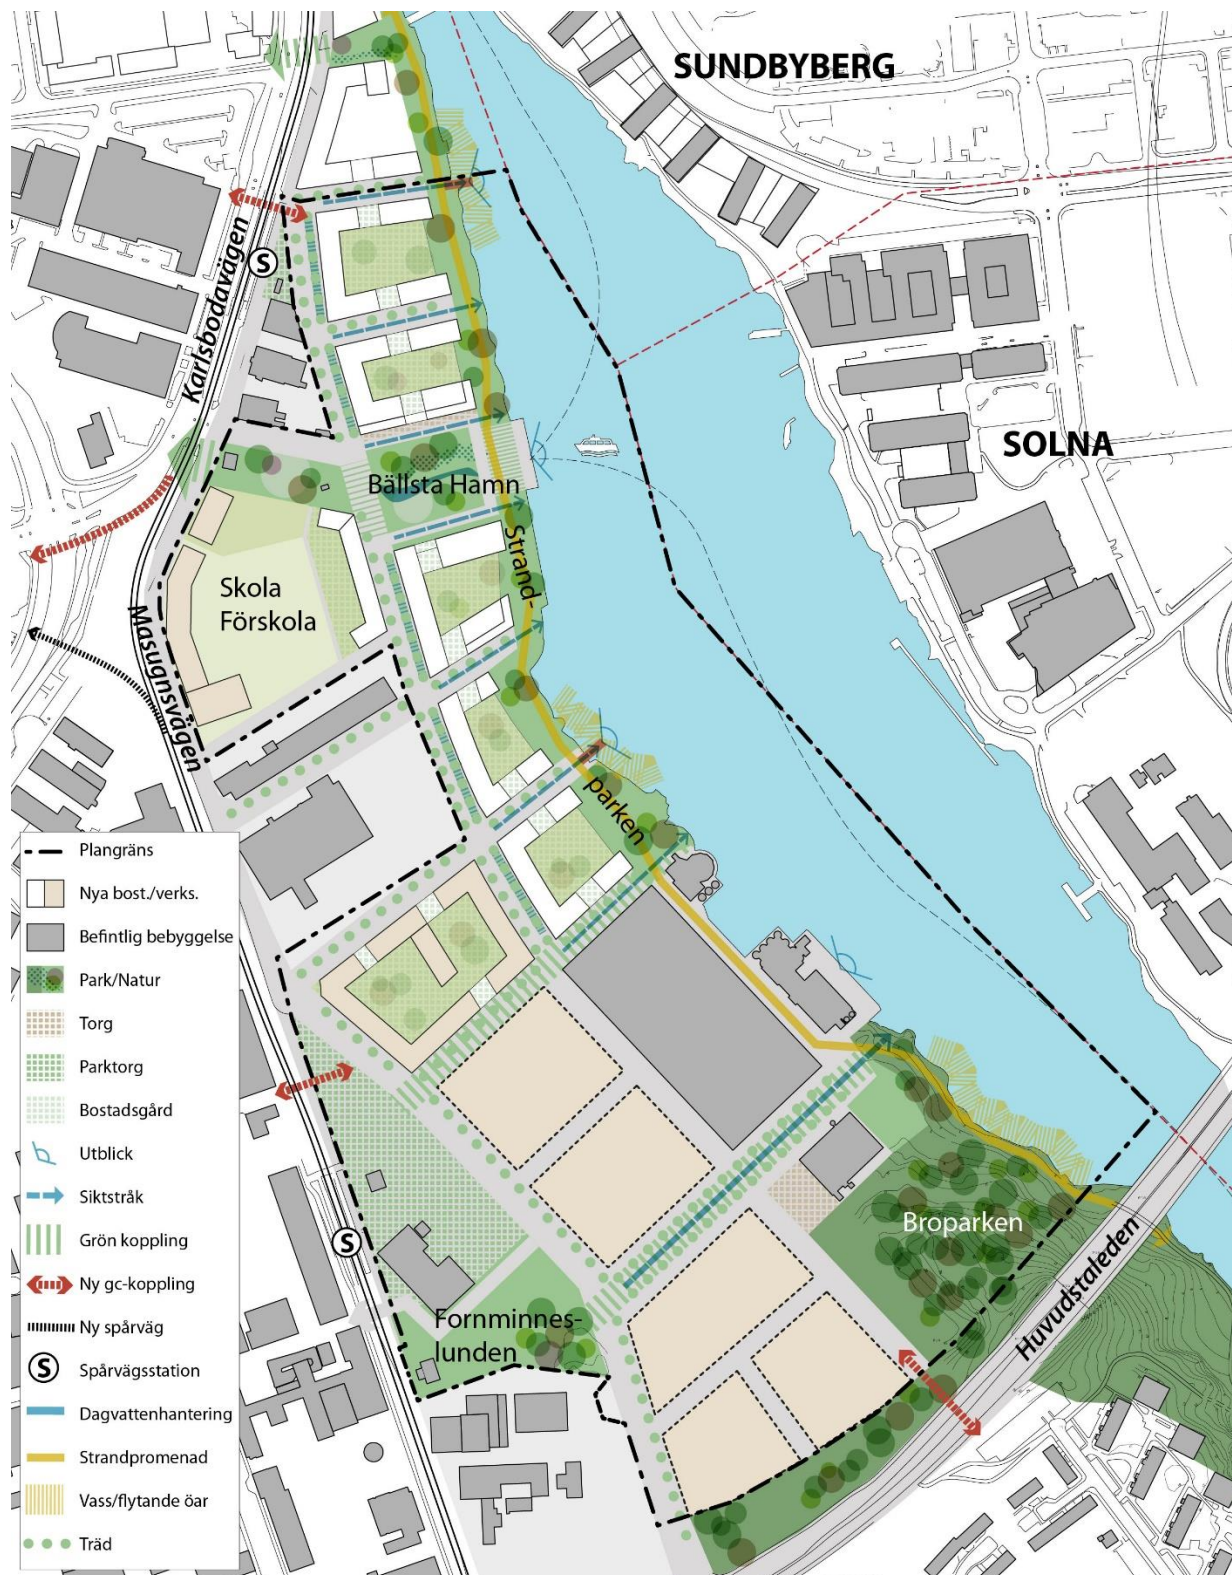 SUNDBYBERG
Karlsbodavägen
S
SOLNA
Bällsta Hamn
Strand-
parken
Skola
Förskola
Masugnsvägen
Broparken
Huvudstaleden
S
Fornminnes-
lunden
Plangräns
Nya bost./verks.
Befintlig bebyggelse
Park/Natur
Torg
Parktorg
Bostadsgård
Utblick
Siktstråk
Grön koppling
Ny gc-koppling
Ny spårväg
S Spårvägsstation
Dagvattenhantering
Strandpromenad
Vass/flytande öar
Träd